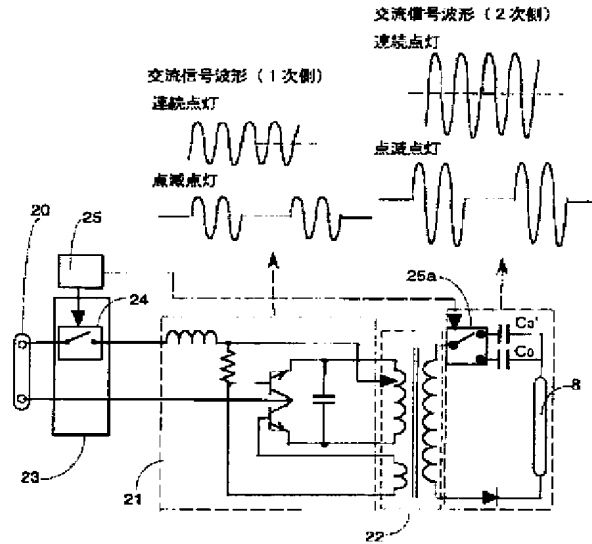 交流信号波形（2次側）
連続点灯
交流信号波形（1次側）
連続点灯
点滅点灯
点滅点灯
20
25
24
25a
Co'
Co
8
23
21
22